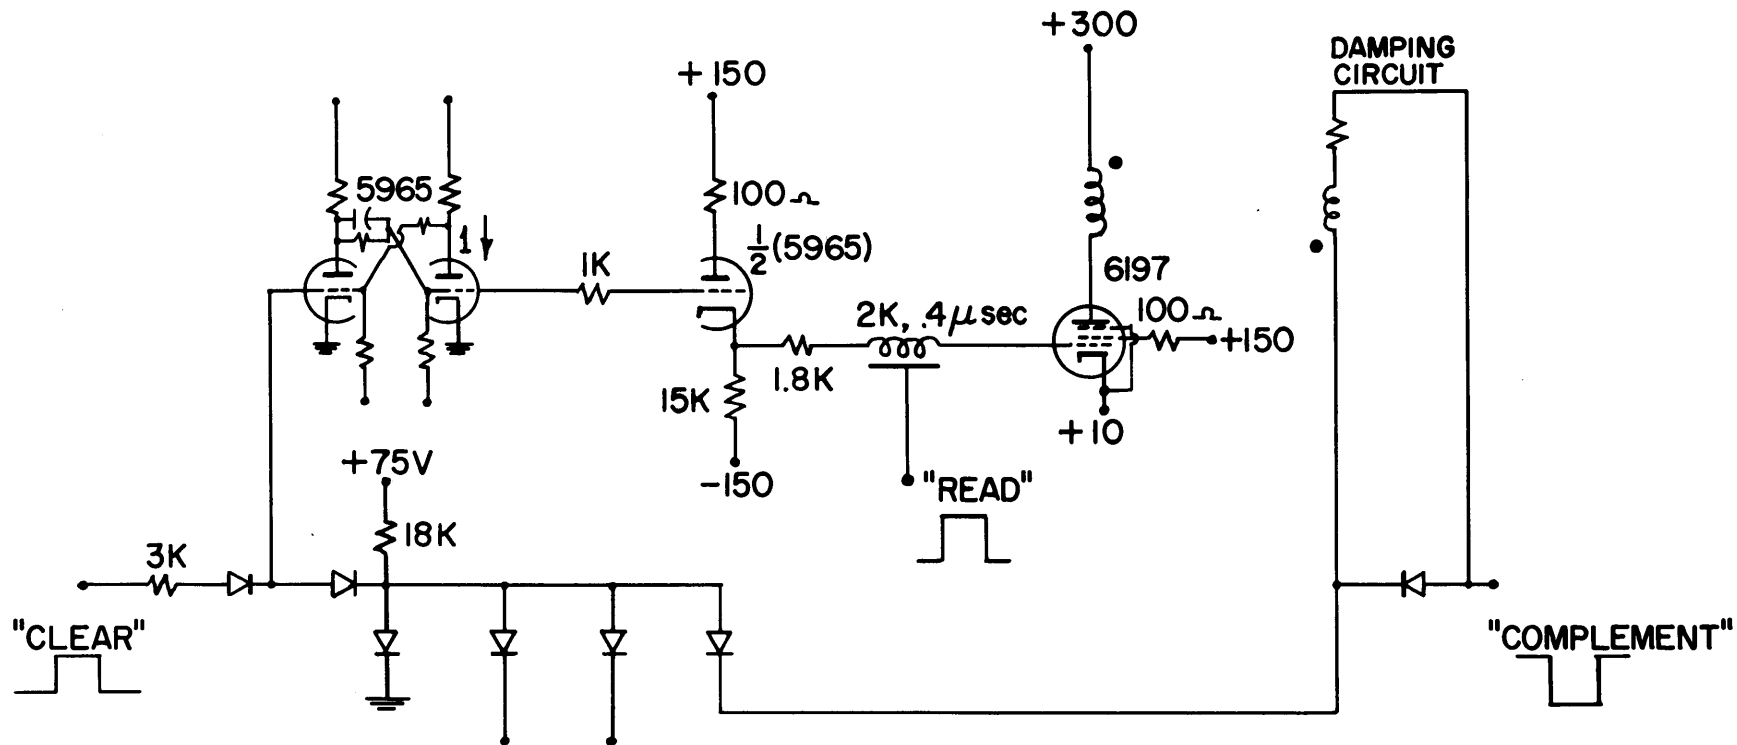 +300
DAMPING
CIRCUIT
+150
5965
100Ω
1
1/2(5965)
1K
6197
2K, .4μsec
100Ω
+150
1.8K
15K
+10
-150
+75V
"READ"
18K
3K
"CLEAR"
"COMPLEMENT"